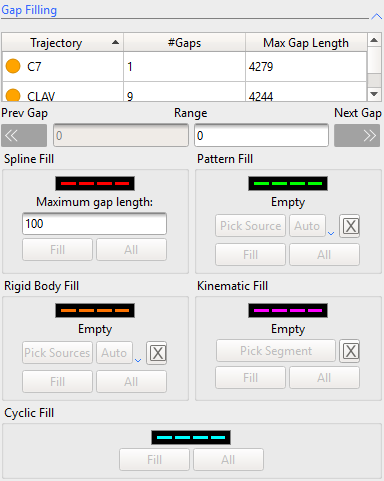 Gap Filling
Trajectory #Gaps Max Gap Length
C7 1 4279
CLAV 9 4244
Prev Gap Range Next Gap
<< 0 0 >>
Spline Fill Pattern Fill
Maximum gap length: Empty
100 Pick Source Auto X
Fill All Fill All
Rigid Body Fill Kinematic Fill
Empty Empty
Pick Sources Auto X Pick Segment X
Fill All Fill All
Cyclic Fill
Fill All